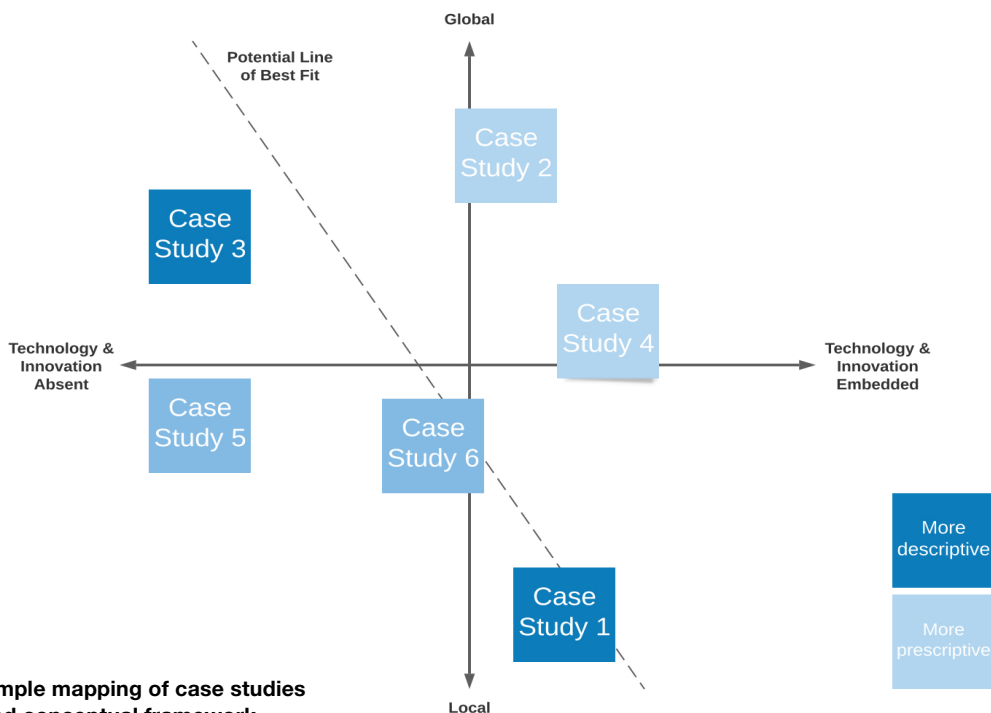 Global
Potential Line
of Best Fit
Case
Study 2
Case
Study 3
Case
Study 4
Technology &
Innovation
Absent
Technology &
Innovation
Embedded
Case
Study 5
Case
Study 6
More
descriptive
Case
Study 1
More
prescriptive
mple mapping of case studies
Local